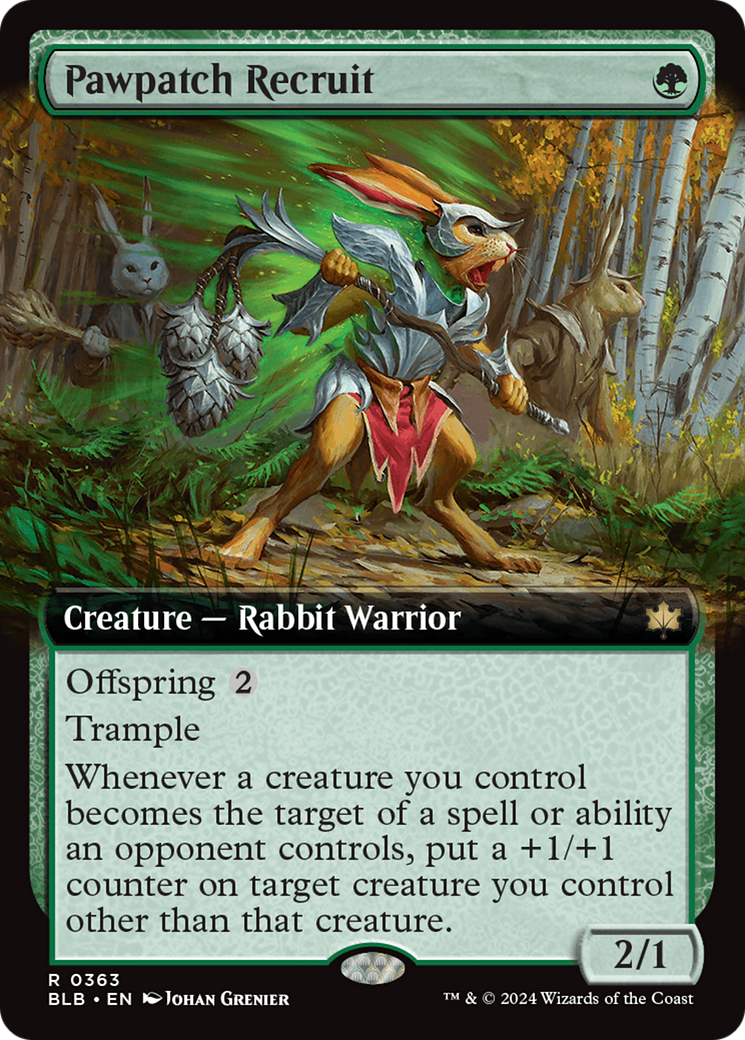 Pawpatch Recruit
Creature — Rabbit Warrior
Offspring 2
Trample
Whenever a creature you control
becomes the target of a spell or ability
an opponent controls, put a +1/+1
counter on target creature you control
other than that creature.
2/1
R 0363
BLB • EN Johan Grenier
™ & © 2024 Wizards of the Coast